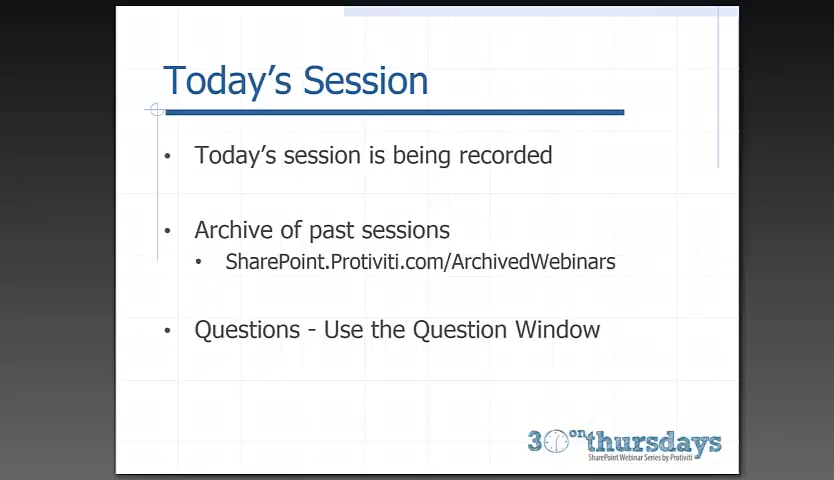 Today's Session
• Today's session is being recorded
• Archive of past sessions
• SharePoint.Protiviti.com/ArchivedWebinars
• Questions - Use the Question Window
30 on thursdays
SharePoint Webinar Series by Protiviti